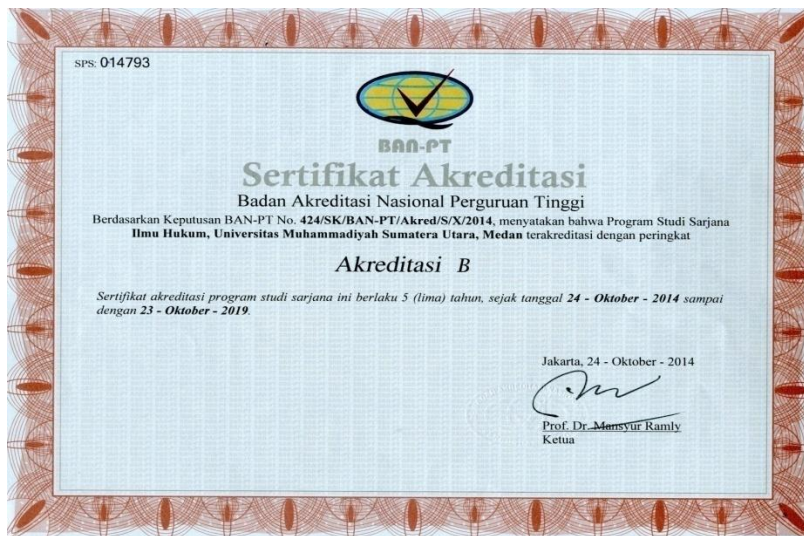 SPS: 014793
BAN-PT
Sertifikat Akreditasi
Badan Akreditasi Nasional Perguruan Tinggi
Berdasarkan Keputusan BAN-PT No. 424/SK/BAN-PT/Akred/S/X/2014, menyatakan bahwa Program Studi Sarjana
Ilmu Hukum, Universitas Muhammadiyah Sumatera Utara, Medan terakreditasi dengan peringkat
Akreditasi B
Sertifikat akreditasi program studi sarjana ini berlaku 5 (lima) tahun, sejak tanggal 24 - Oktober - 2014 sampai
dengan 23 - Oktober - 2019.
Jakarta, 24 - Oktober - 2014
Prof. Dr. Mansyur Ramly
Ketua